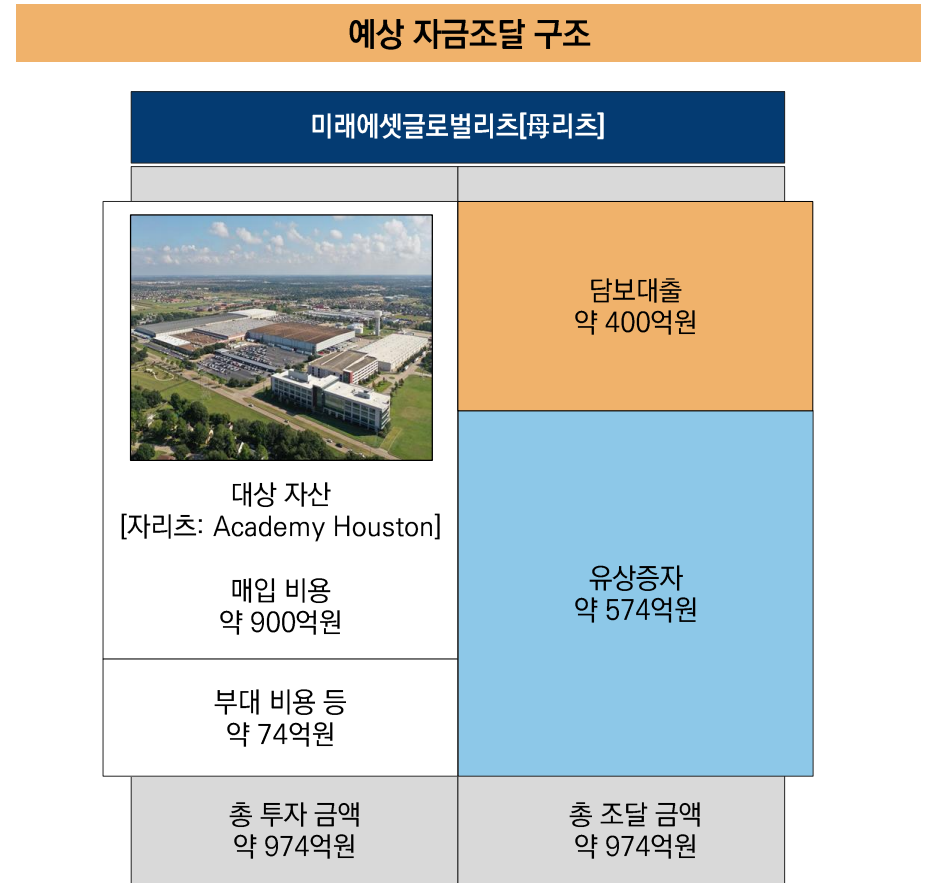 예상 자금조달 구조
미래에셋글로벌리츠[母리츠]
대상 자산
[자리츠: Academy Houston]
매입 비용
약 900억원
부대 비용 등
약 74억원
담보대출
약 400억원
유상증자
약 574억원
총 투자 금액
약 974억원
총 조달 금액
약 974억원